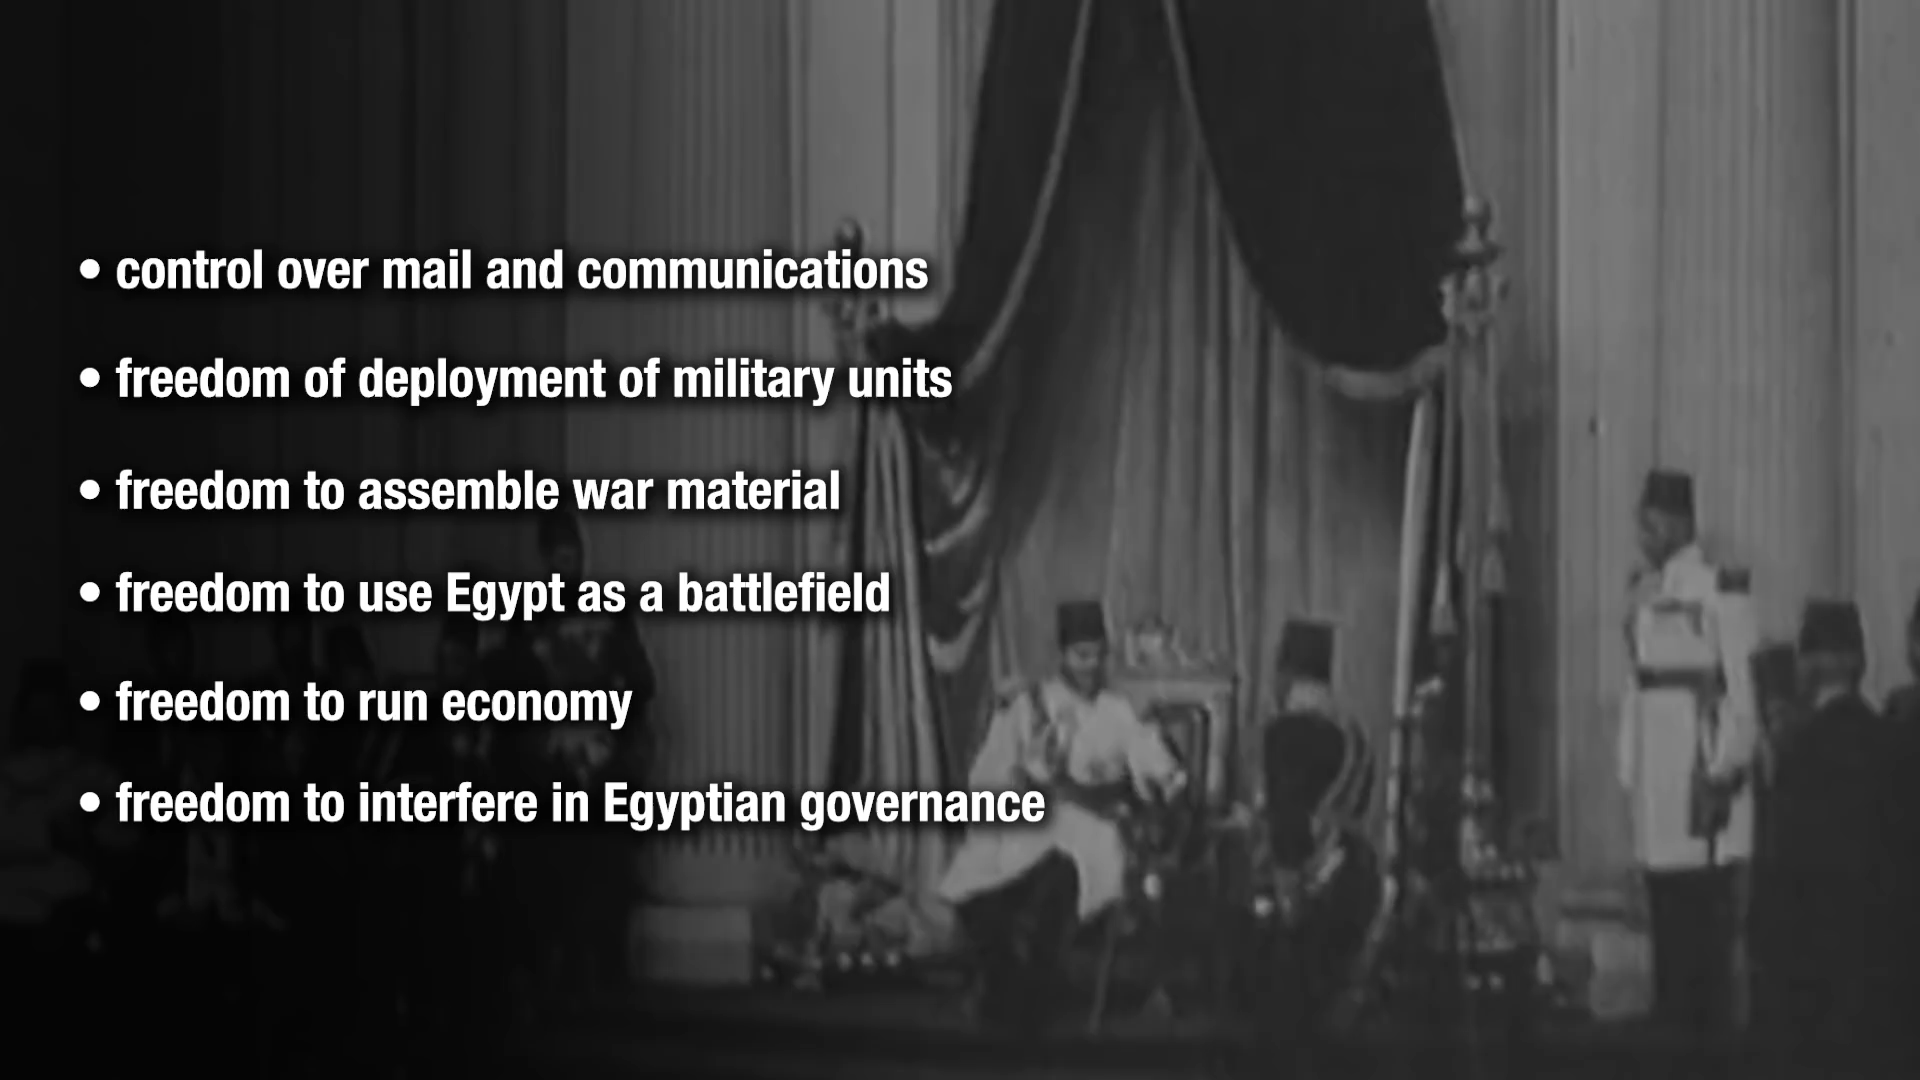 • control over mail and communications
• freedom of deployment of military units
• freedom to assemble war material
• freedom to use Egypt as a battlefield
• freedom to run economy
• freedom to interfere in Egyptian governance